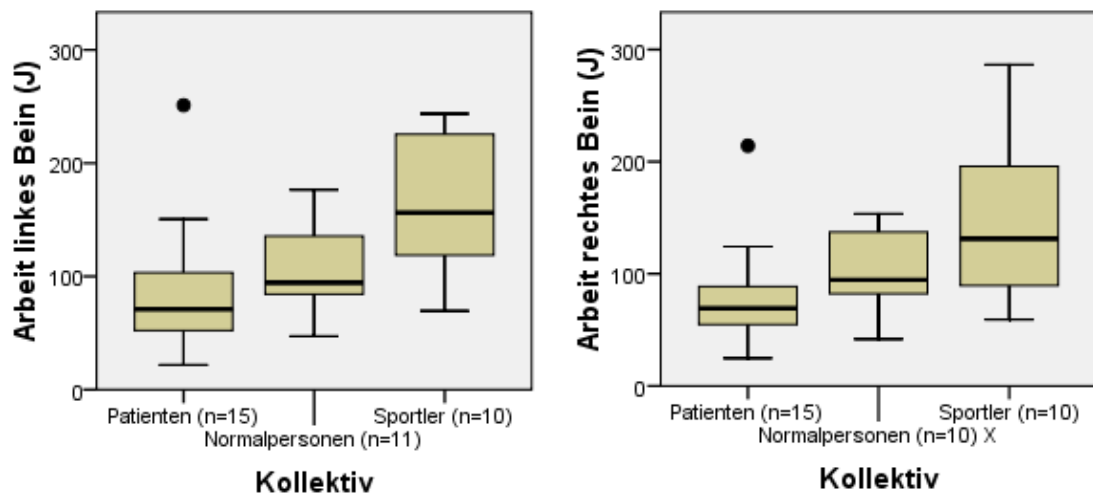 Arbeit linkes Bein (J)
300
200
100
0
Patienten (n=15)
Sportler (n=10)
Normalpersonen (n=11)
Kollektiv
Arbeit rechtes Bein (J)
300
200
100
0
Patienten (n=15)
Sportler (n=10)
Normalpersonen (n=10) X
Kollektiv